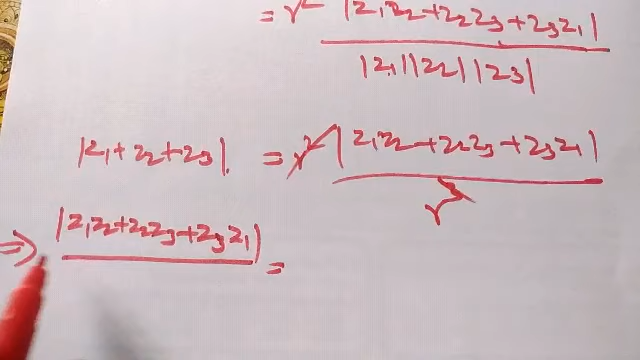 = r² |z₁z₂+z₂z₃+z₃z₁|
|z₁||z₂||z₃|
|z₁+z₂+z₃| = r² |z₁z₂+z₂z₃+z₃z₁|
r³
⇒ |z₁z₂+z₂z₃+z₃z₁| =